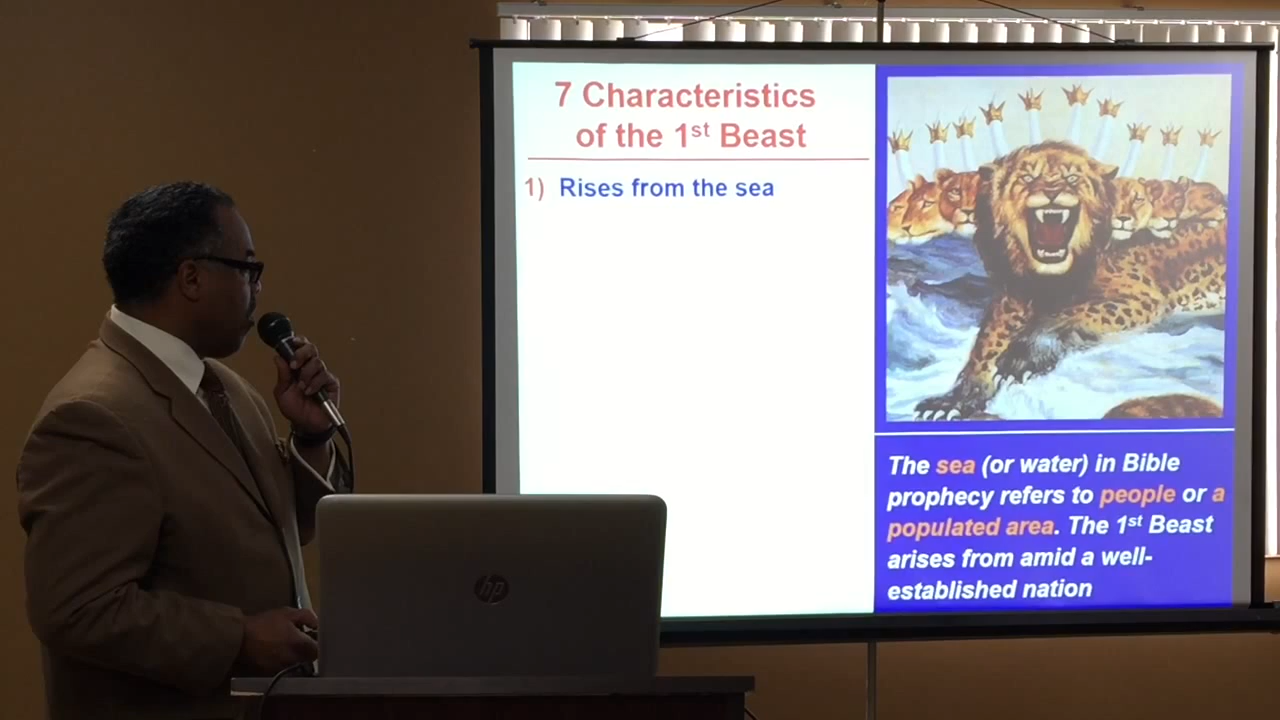 7 Characteristics
of the 1st Beast
1) Rises from the sea
The sea (or water) in Bible
prophecy refers to people or a
populated area. The 1st Beast
arises from amid a well-
established nation
hp